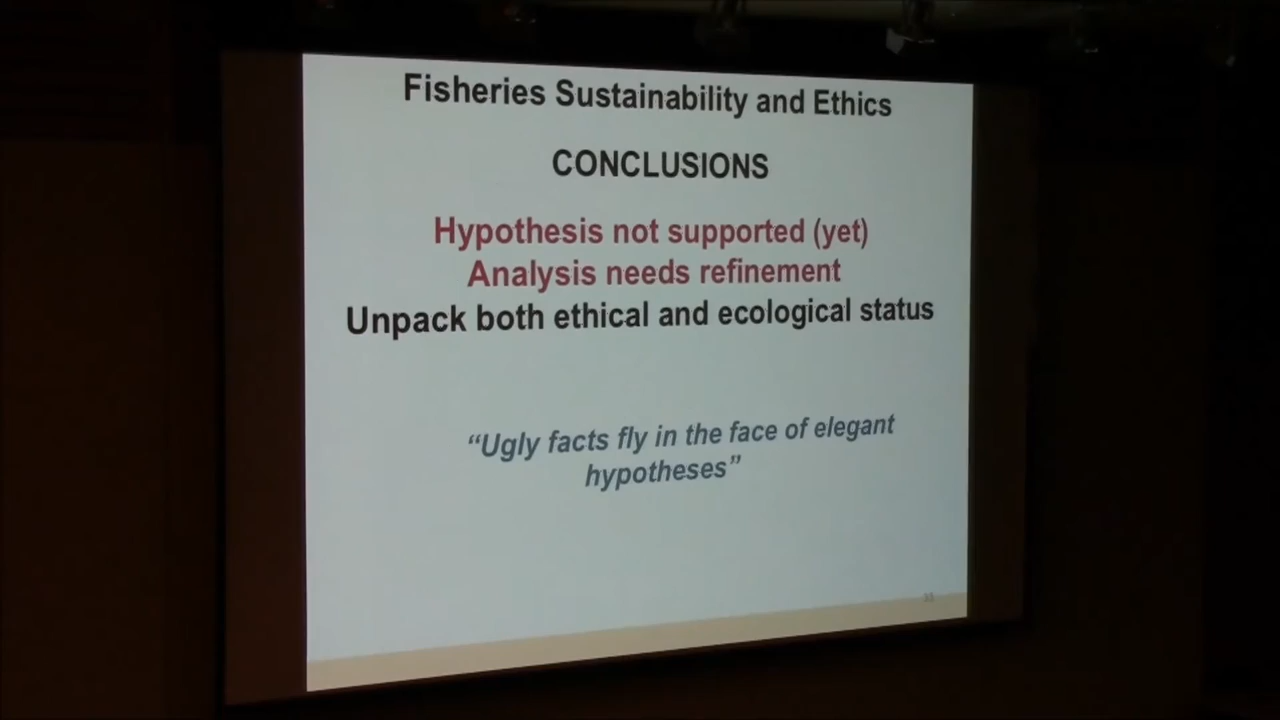 Fisheries Sustainability and Ethics
CONCLUSIONS
Hypothesis not supported (yet)
Analysis needs refinement
Unpack both ethical and ecological status
“Ugly facts fly in the face of elegant
hypotheses”